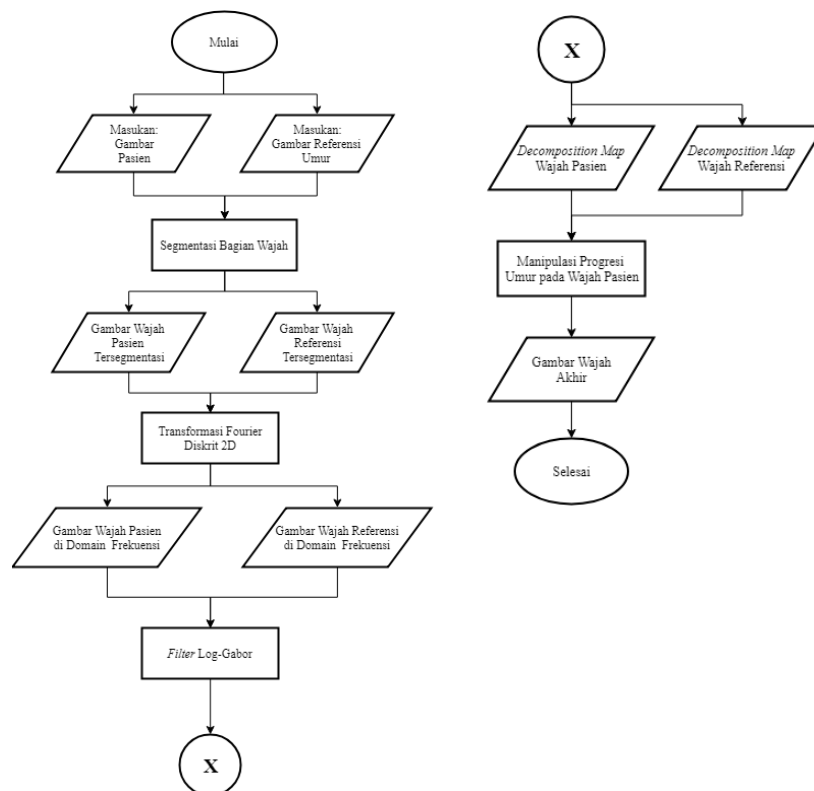 Mulai
Masukan:
Gambar
Pasien
Masukan:
Gambar Referensi
Umur
Segmentasi Bagian Wajah
Gambar Wajah
Pasien
Tersegmentasi
Gambar Wajah
Referensi
Tersegmentasi
Transformasi Fourier
Diskrit 2D
Gambar Wajah Pasien
di Domain Frekuensi
Gambar Wajah Referensi
di Domain Frekuensi
Filter Log-Gabor
X
X
Decomposition Map
Wajah Pasien
Decomposition Map
Wajah Referensi
Manipulasi Progresi
Umur pada Wajah Pasien
Gambar Wajah
Akhir
Selesai